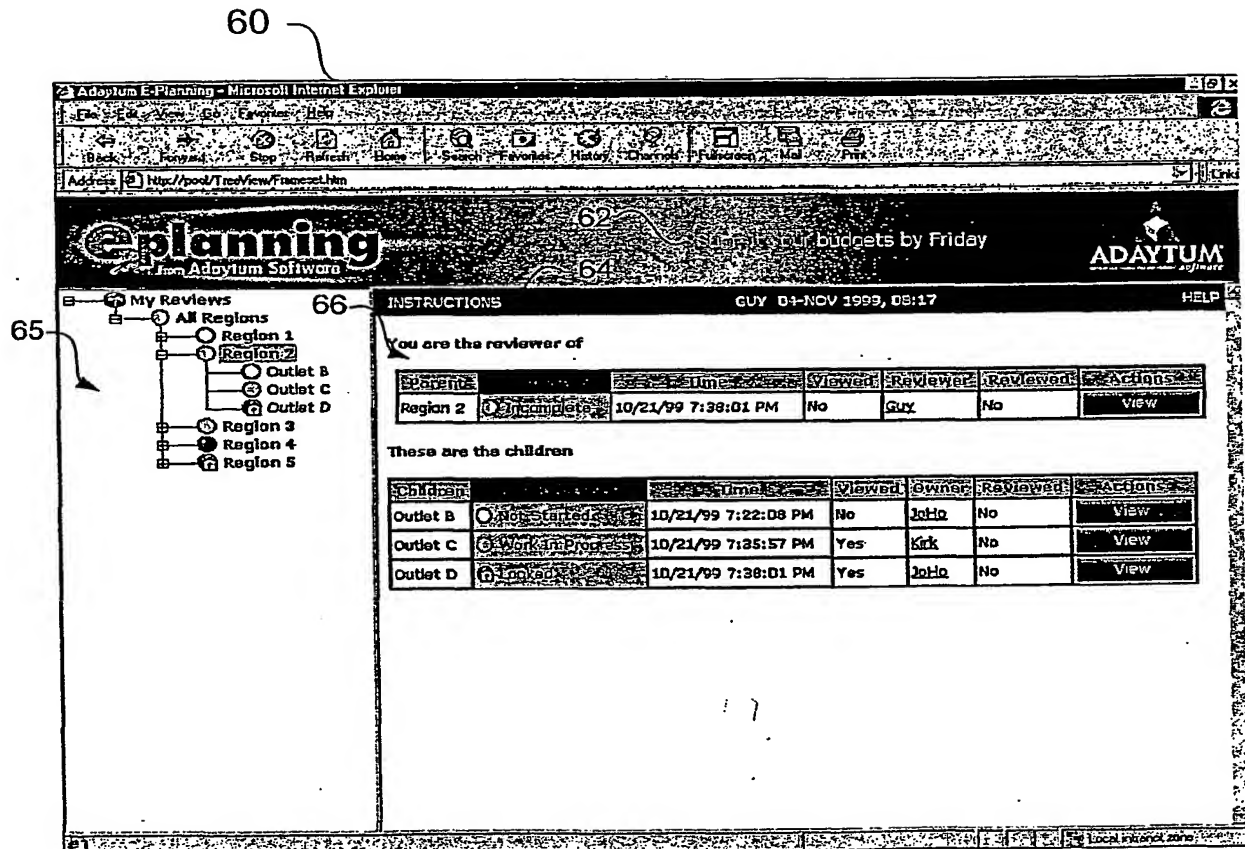 60
Adaytum E-Planning - Microsoft Internet Explorer
File Edit View Go Favorites Help
Back Forward Stop Refresh Home Search Favorites History Channels Fullscreen Mail Print
Address http://pool/TreeView/Frameset.htm Links
eplanning
from Adaytum Software
62
budgets by Friday
ADAYTUM
software
64
65
My Reviews
All Regions
Region 1
Region 2
Outlet B
Outlet C
Outlet D
Region 3
Region 4
Region 5
66
INSTRUCTIONS GUY 04-NOV 1999, 08:17 HELP
You are the reviewer of
Parent Time Viewed Reviewer Reviewed Actions
Region 2 Incomplete 10/21/99 7:38:01 PM No Guy No View
These are the children
Children Time Viewed Owner Reviewed Actions
Outlet B Not Started 10/21/99 7:22:08 PM No JoHo No View
Outlet C Work In Progress 10/21/99 7:35:57 PM Yes Kirk No View
Outlet D Locked 10/21/99 7:38:01 PM Yes JoHo No View
Local intranet zone